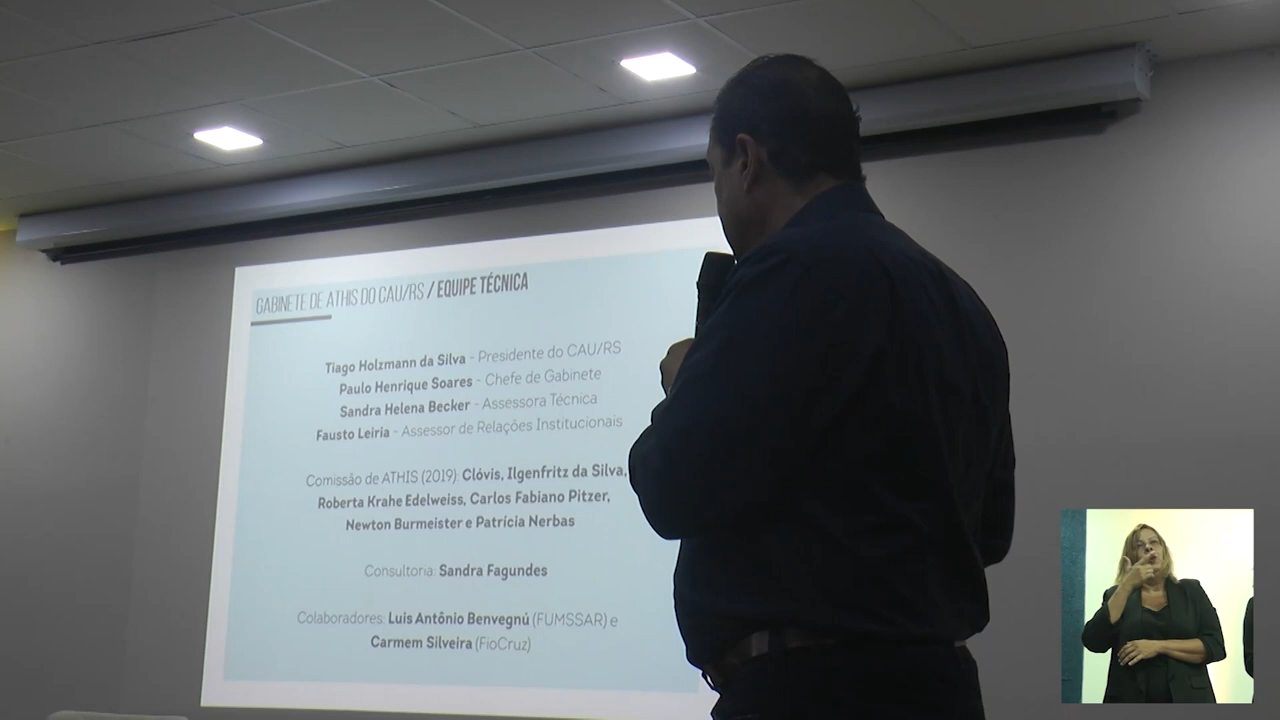 GABINETE DE ATHIS DO CAU/RS / EQUIPE TÉCNICA
Tiago Holzmann da Silva - Presidente do CAU/RS
Paulo Henrique Soares - Chefe de Gabinete
Sandra Helena Becker - Assessora Técnica
Fausto Leiria - Assessor de Relações Institucionais
Comissão de ATHIS (2019): Clóvis, Ilgenfritz da Silva,
Roberta Krahe Edelweiss, Carlos Fabiano Pitzer,
Newton Burmeister e Patrícia Nerbas
Consultoria: Sandra Fagundes
Colaboradores: Luis Antônio Benvegnú (FUMSSAR) e
Carmem Silveira (FioCruz)